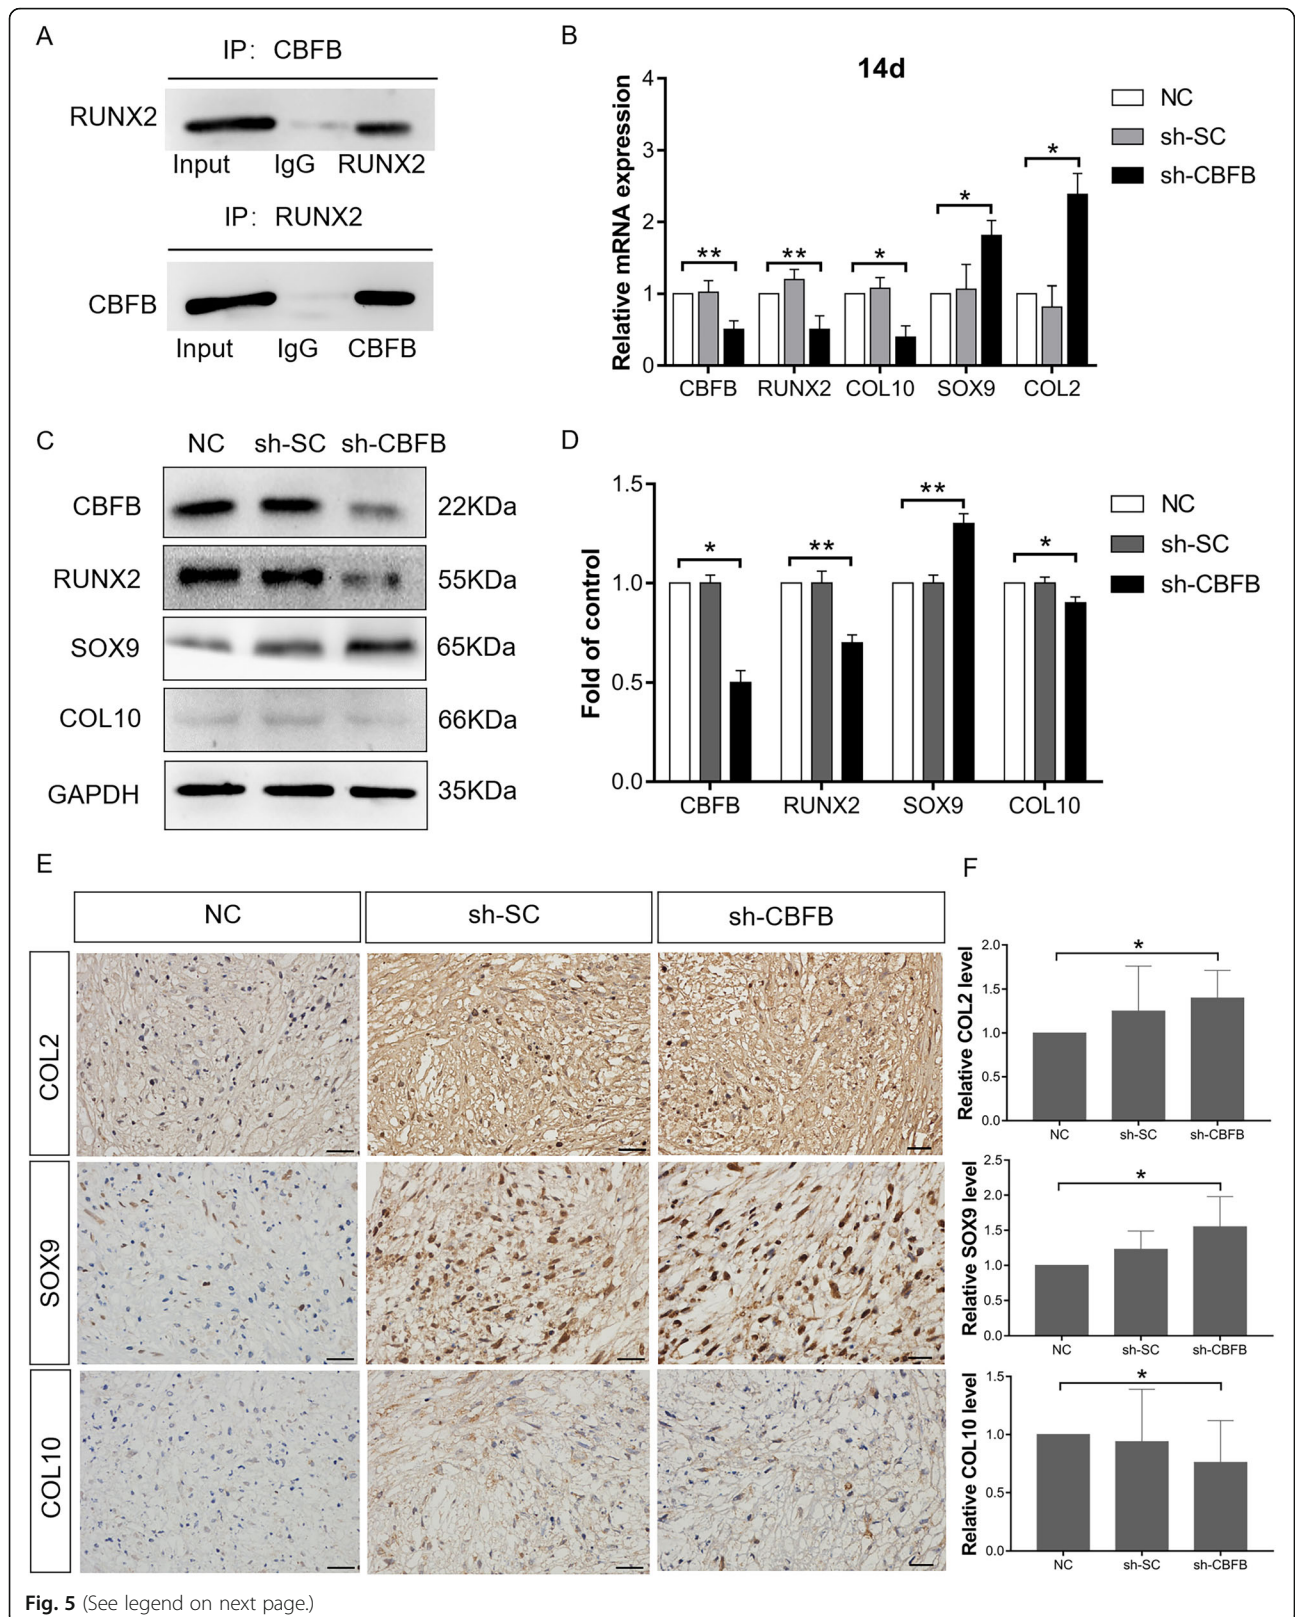 A
IP: CBFB
RUNX2
Input IgG RUNX2
IP: RUNX2
CBFB
Input IgG CBFB
B
14d
Relative mRNA expression
4
3
2
1
0
** ** * * *
CBFB RUNX2 COL10 SOX9 COL2
NC
sh-SC
sh-CBFB
C
NC sh-SC sh-CBFB
CBFB 22KDa
RUNX2 55KDa
SOX9 65KDa
COL10 66KDa
GAPDH 35KDa
D
Fold of control
1.5
1.0
0.5
0.0
* ** ** *
CBFB RUNX2 SOX9 COL10
NC
sh-SC
sh-CBFB
E
NC sh-SC sh-CBFB
COL2
SOX9
COL10
F
Relative COL2 level
2.0
1.5
1.0
0.5
0.0
*
NC sh-SC sh-CBFB
Relative SOX9 level
2.5
2.0
1.5
1.0
0.5
0.0
*
NC sh-SC sh-CBFB
Relative COL10 level
1.5
1.0
0.5
0.0
*
NC sh-SC sh-CBFB
Fig. 5 (See legend on next page.)